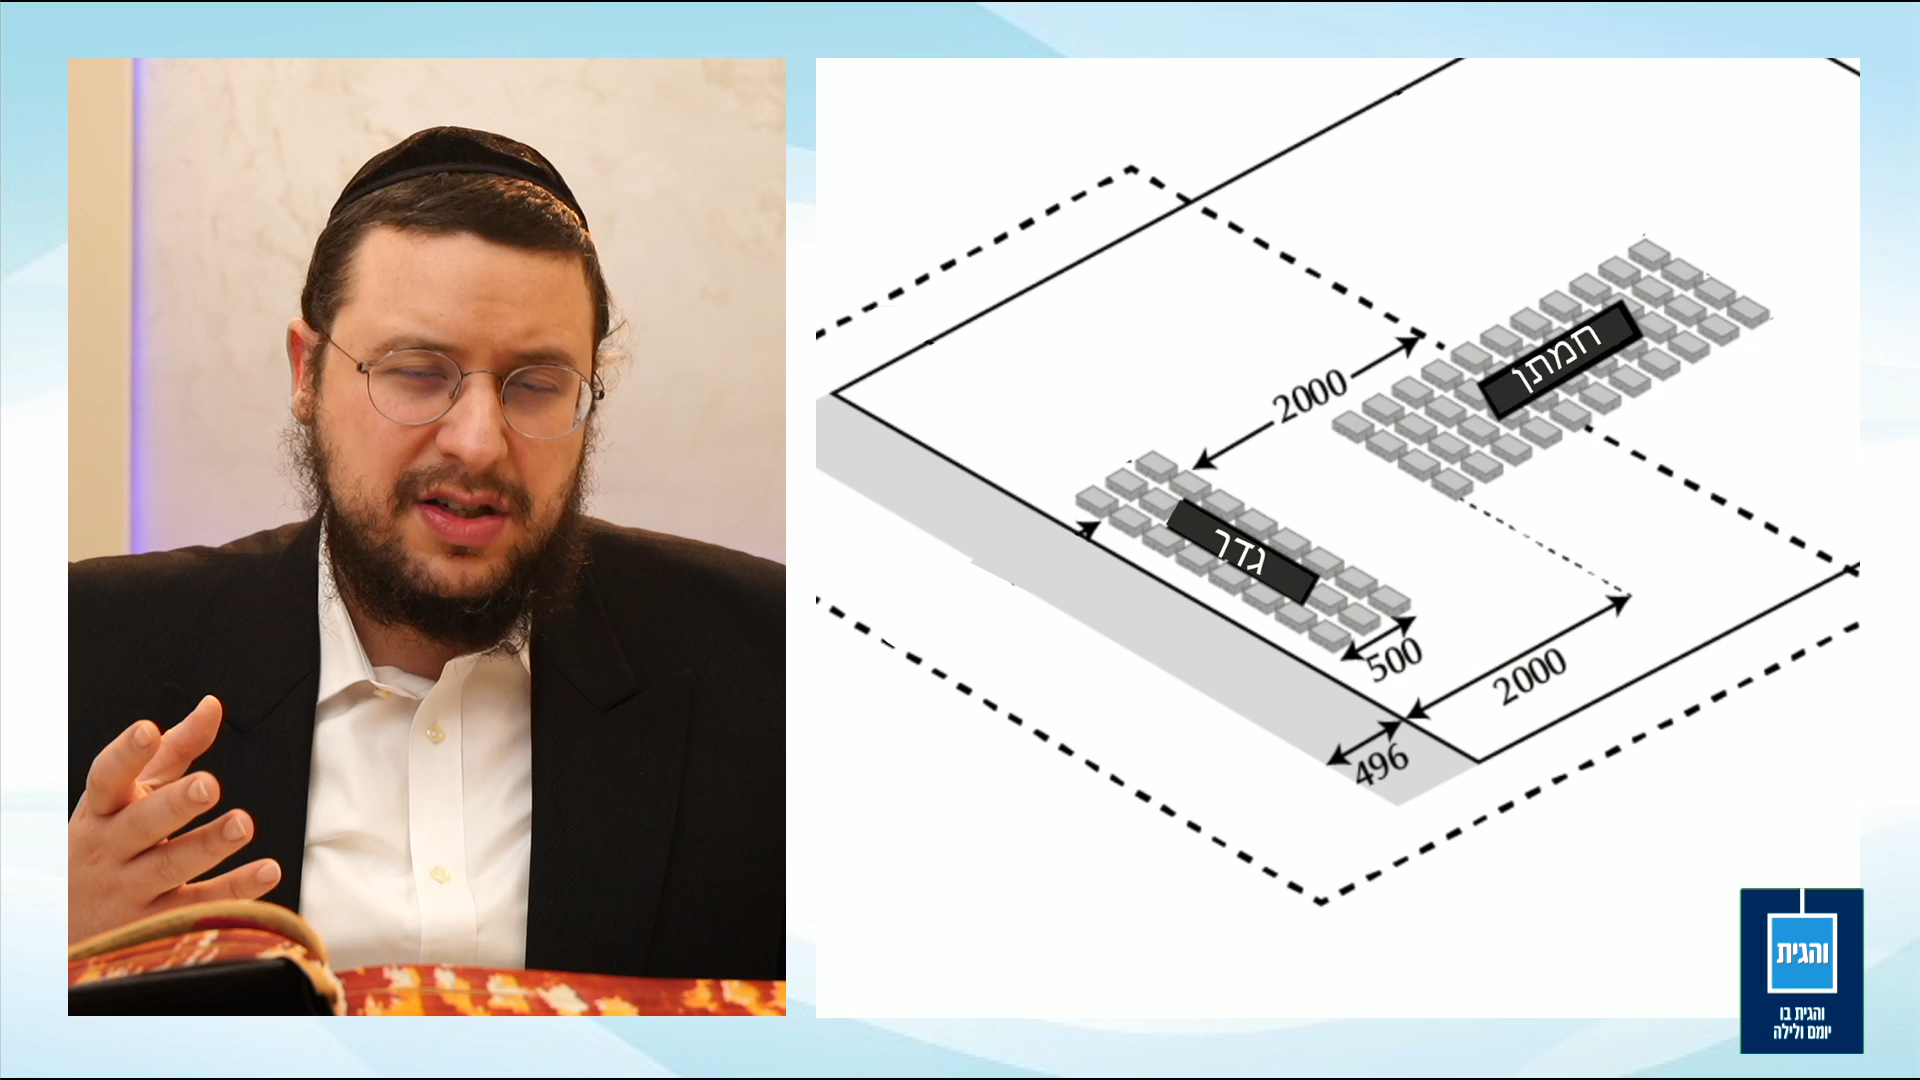 חמתן
2000
גדר
500
2000
496
והגית
והגית בו
יומם ולילה